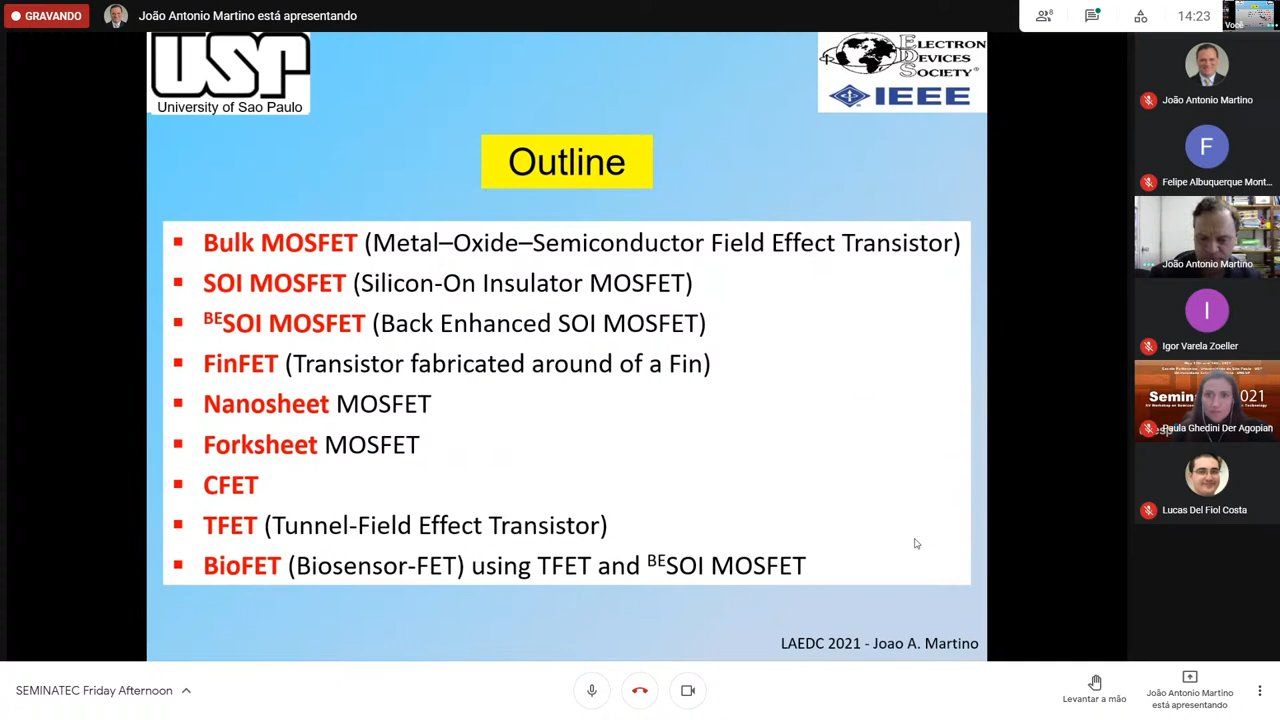 GRAVANDO
João Antonio Martino está apresentando
8
14:23
Você
USP
University of Sao Paulo
ELECTRON
DEVICES
SOCIETY®
IEEE
Outline
▪ Bulk MOSFET (Metal–Oxide–Semiconductor Field Effect Transistor)
▪ SOI MOSFET (Silicon-On Insulator MOSFET)
▪ BESOI MOSFET (Back Enhanced SOI MOSFET)
▪ FinFET (Transistor fabricated around of a Fin)
▪ Nanosheet MOSFET
▪ Forksheet MOSFET
▪ CFET
▪ TFET (Tunnel-Field Effect Transistor)
▪ BioFET (Biosensor-FET) using TFET and BESOI MOSFET
LAEDC 2021 - Joao A. Martino
João Antonio Martino
F
Felipe Albuquerque Mont...
João Antonio Martino
I
Igor Varela Zoeller
Semin 2021
Paula Ghedini Der Agopian
Lucas Del Fiol Costa
SEMINATEC Friday Afternoon
Levantar a mão
João Antonio Martino
está apresentando